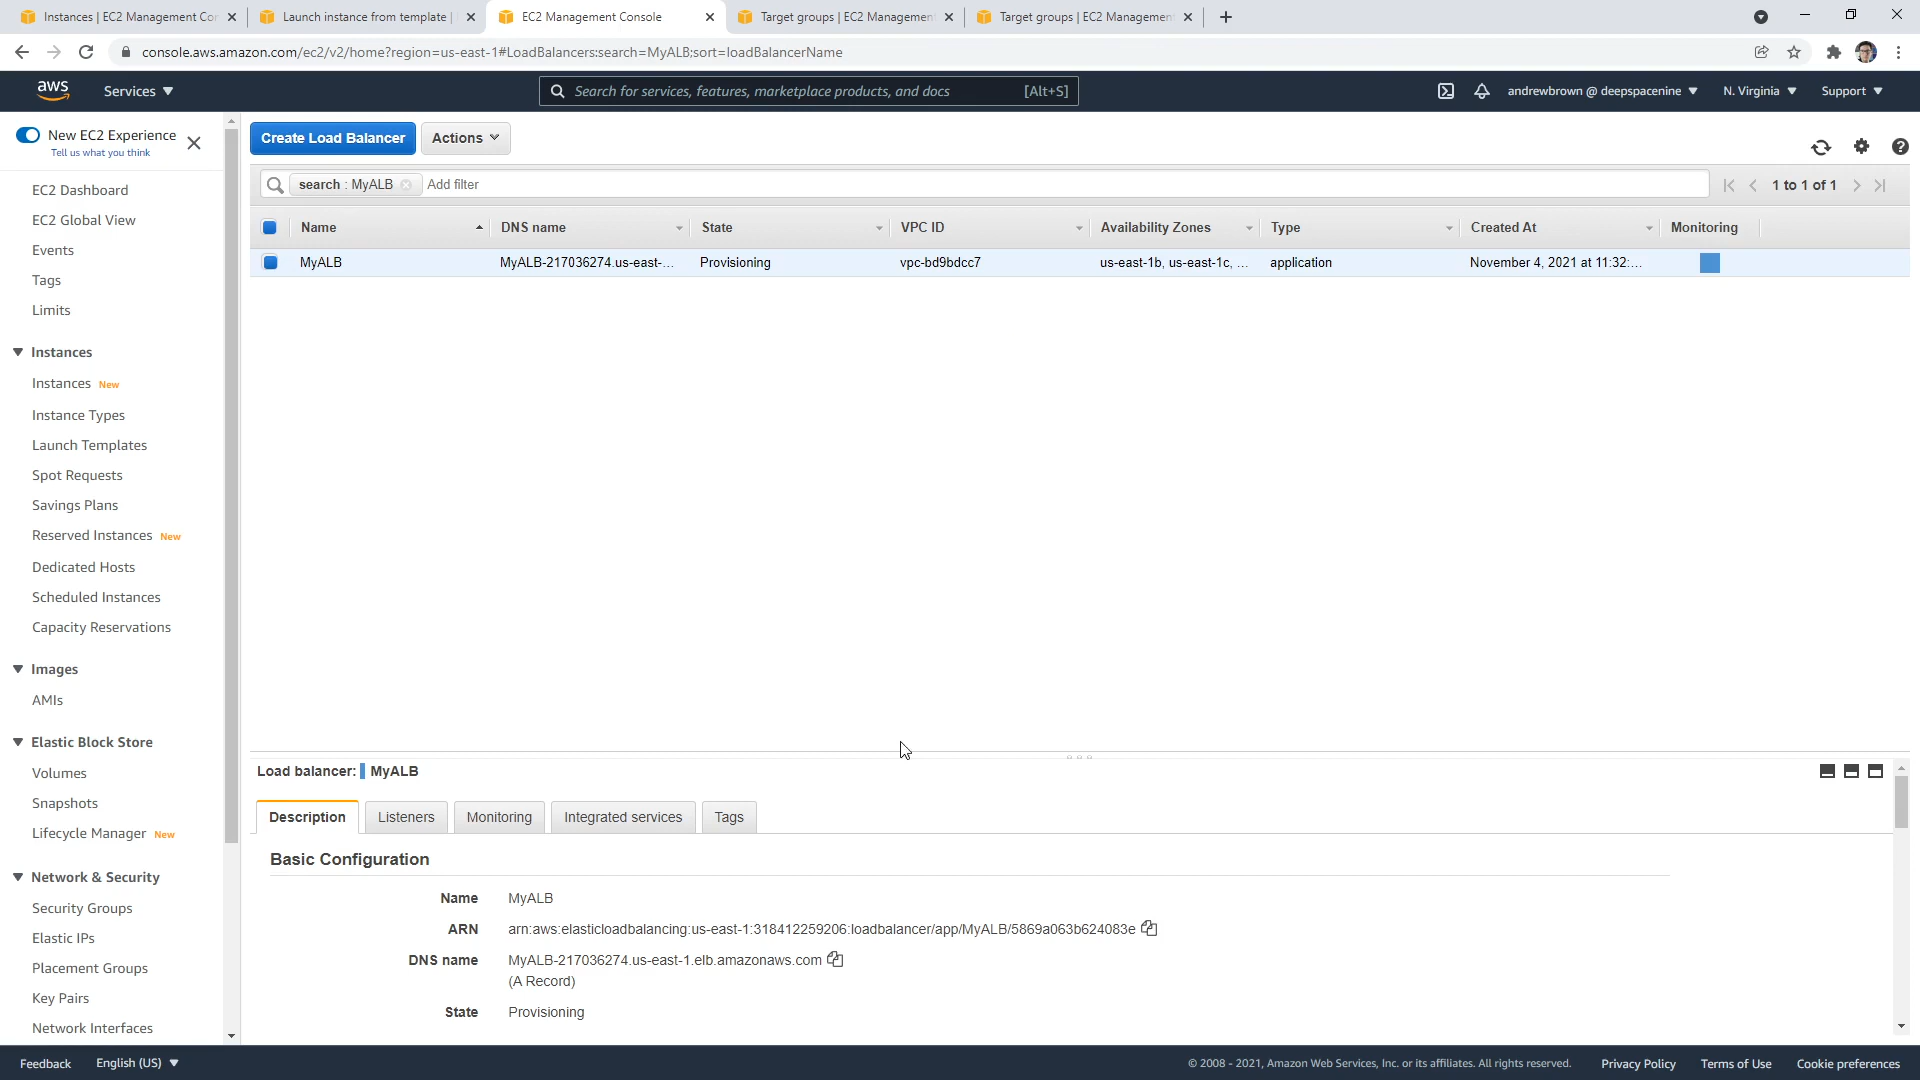 Instances | EC2 Management Cor
Launch instance from template |
EC2 Management Console
Target groups | EC2 Management
Target groups | EC2 Management
console.aws.amazon.com/ec2/v2/home?region=us-east-1#LoadBalancers:search=MyALB;sort=loadBalancerName
aws
Services
Search for services, features, marketplace products, and docs
[Alt+S]
andrewbrown @ deepspacenine
N. Virginia
Support
New EC2 Experience
Tell us what you think
EC2 Dashboard
EC2 Global View
Events
Tags
Limits
Instances
Instances New
Instance Types
Launch Templates
Spot Requests
Savings Plans
Reserved Instances New
Dedicated Hosts
Scheduled Instances
Capacity Reservations
Images
AMIs
Elastic Block Store
Volumes
Snapshots
Lifecycle Manager New
Network & Security
Security Groups
Elastic IPs
Placement Groups
Key Pairs
Network Interfaces
Create Load Balancer
Actions
search : MyALB
Add filter
1 to 1 of 1
Name DNS name State VPC ID Availability Zones Type Created At Monitoring
MyALB MyALB-217036274.us-east-... Provisioning vpc-bd9bdcc7 us-east-1b, us-east-1c, ... application November 4, 2021 at 11:32:...
Load balancer: MyALB
Description
Listeners
Monitoring
Integrated services
Tags
Basic Configuration
Name MyALB
ARN arn:aws:elasticloadbalancing:us-east-1:318412259206:loadbalancer/app/MyALB/5869a063b624083e
DNS name MyALB-217036274.us-east-1.elb.amazonaws.com
(A Record)
State Provisioning
Feedback
English (US)
© 2008 - 2021, Amazon Web Services, Inc. or its affiliates. All rights reserved.
Privacy Policy
Terms of Use
Cookie preferences